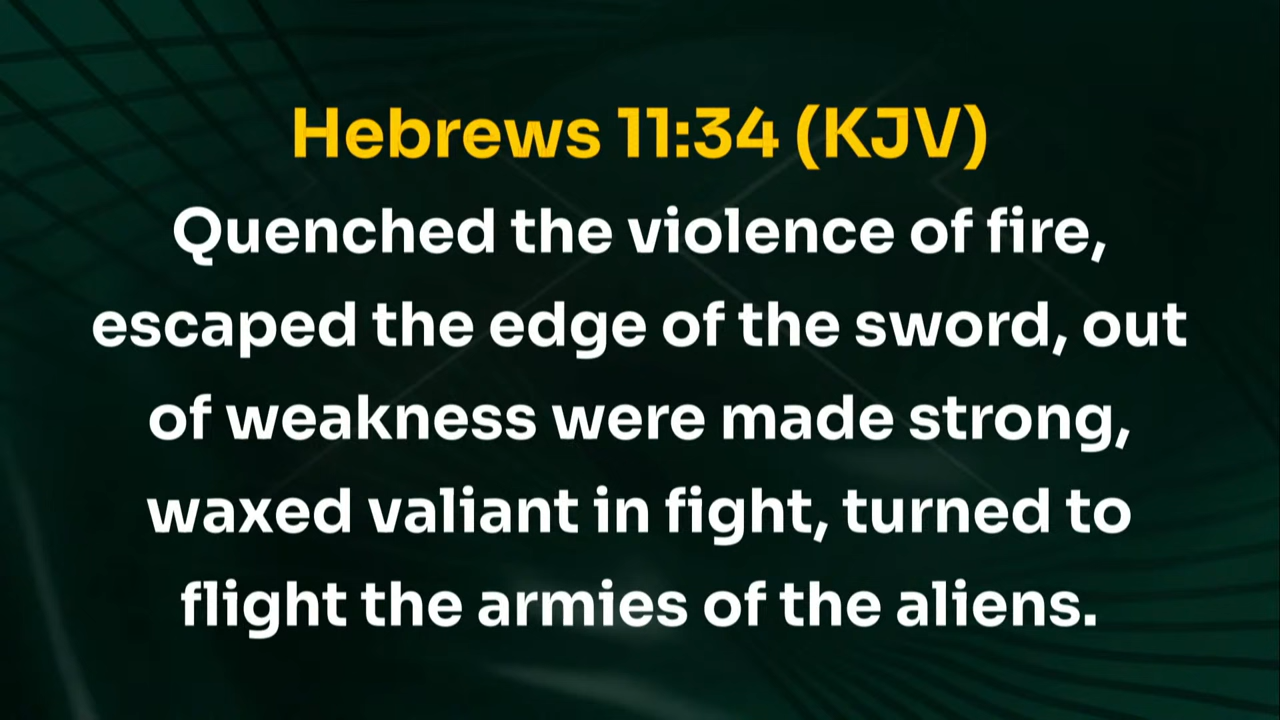 Hebrews 11:34 (KJV)
Quenched the violence of fire,
escaped the edge of the sword, out
of weakness were made strong,
waxed valiant in fight, turned to
flight the armies of the aliens.